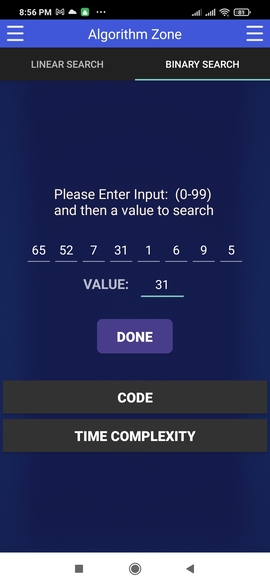 8:56 PM 81
Algorithm Zone
LINEAR SEARCH BINARY SEARCH
Please Enter Input: (0-99)
and then a value to search
65 52 7 31 1 6 9 5
VALUE: 31
DONE
CODE
TIME COMPLEXITY